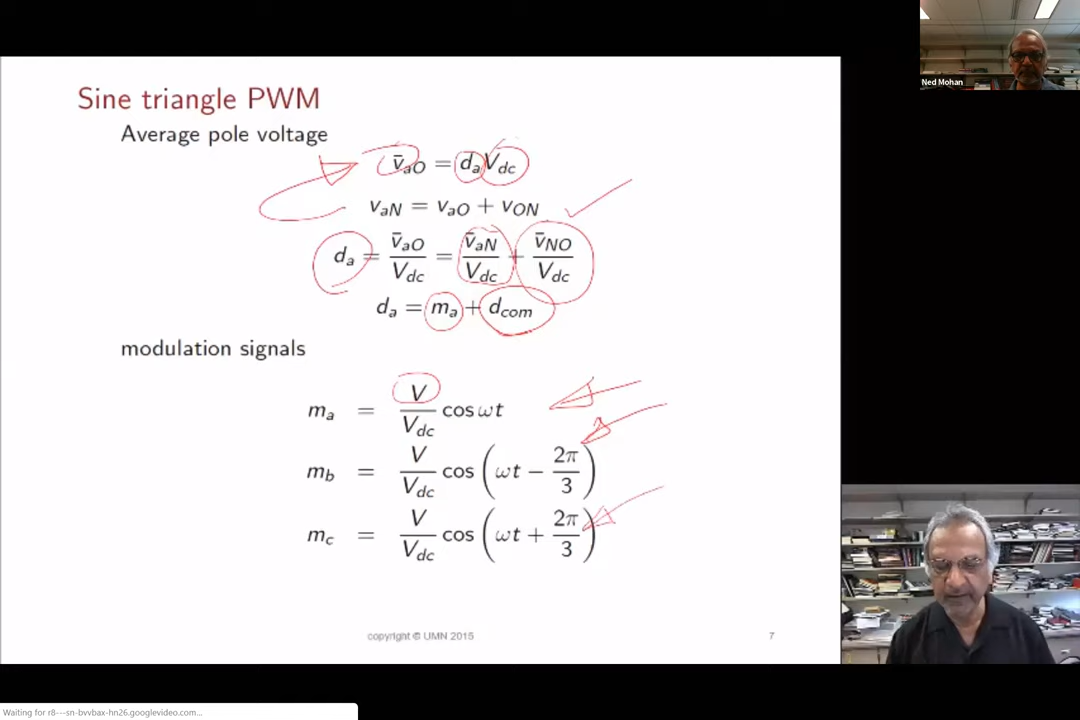 Ned Mohan
Sine triangle PWM
Average pole voltage
v̄aO = daVdc
vaN = vaO + vON
da = v̄aO/Vdc = v̄aN/Vdc + v̄NO/Vdc
da = ma + dcom
modulation signals
ma = V/Vdc cos ωt
mb = V/Vdc cos (ωt − 2π/3)
mc = V/Vdc cos (ωt + 2π/3)
copyright © UMN 2015 7
Waiting for r8---sn-bvvbax-hn26.googlevideo.com...